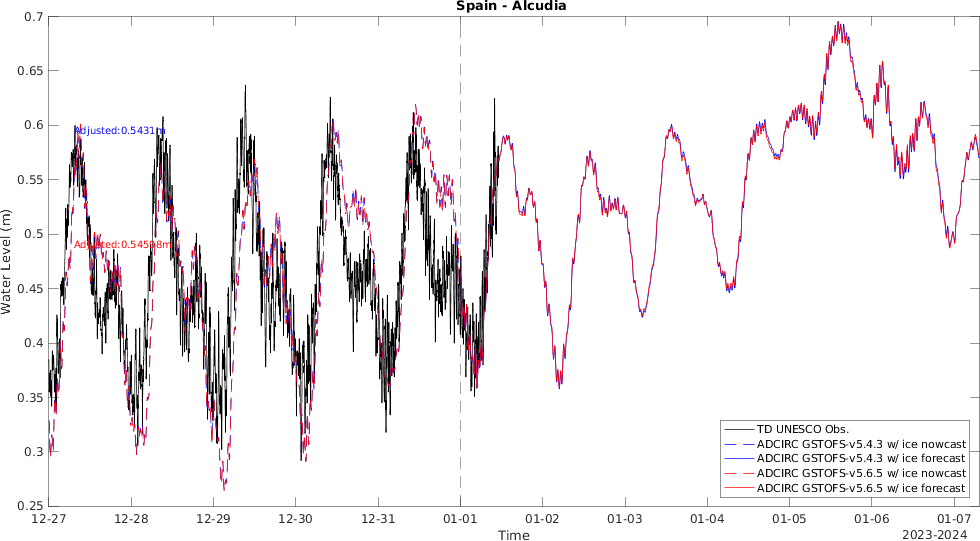 Spain - Alcudia
0.7
0.65
0.6
0.55
0.5
0.45
0.4
0.35
0.3
0.25
Water Level (m)
Adjusted:0.5431m
Adjusted:0.54598m
TD UNESCO Obs.
ADCIRC GSTOFS-v5.4.3 w/ ice nowcast
ADCIRC GSTOFS-v5.4.3 w/ ice forecast
ADCIRC GSTOFS-v5.6.5 w/ ice nowcast
ADCIRC GSTOFS-v5.6.5 w/ ice forecast
12-27 12-28 12-29 12-30 12-31 01-01 01-02 01-03 01-04 01-05 01-06 01-07
Time
2023-2024